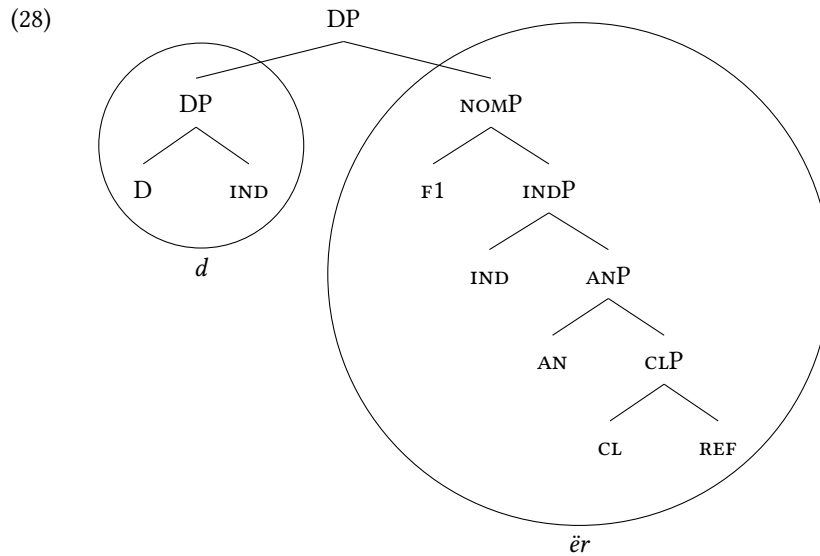 (28) DP
DP NOMP
D IND F1 INDP
d
IND ANP
AN CLP
CL REF
ër